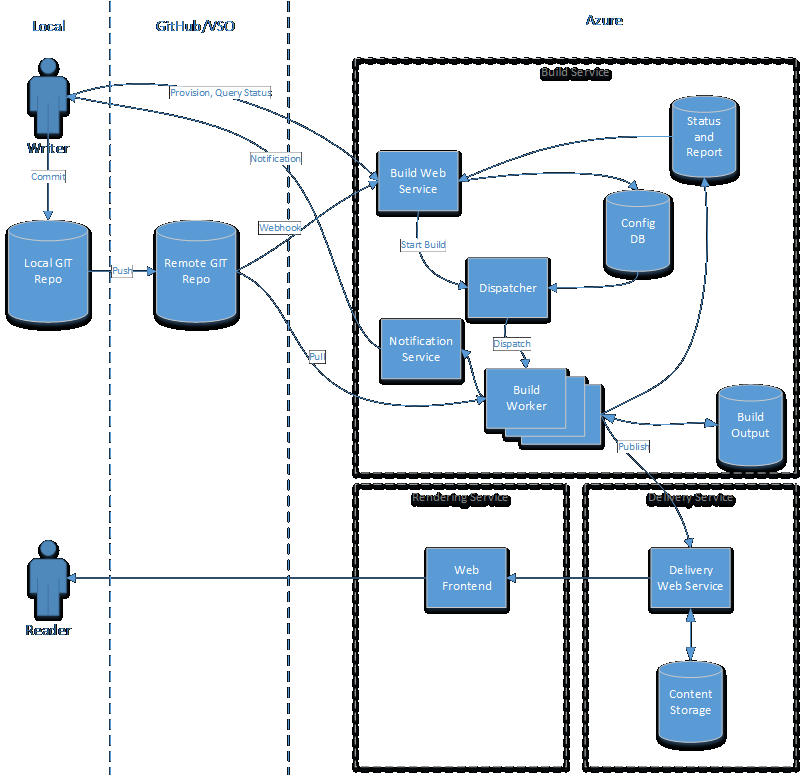 Local
GitHub/VSO
Azure
Build Service
Provision, Query Status
Writer
Notification
Commit
Build Web
Service
Status
and
Report
Webhook
Config
DB
Start Build
Local GIT
Repo
Push
Remote GIT
Repo
Dispatcher
Notification
Service
Dispatch
Pull
Build
Worker
Build
Output
Publish
Rendering Service
Delivery Service
Web
Frontend
Delivery
Web Service
Reader
Content
Storage